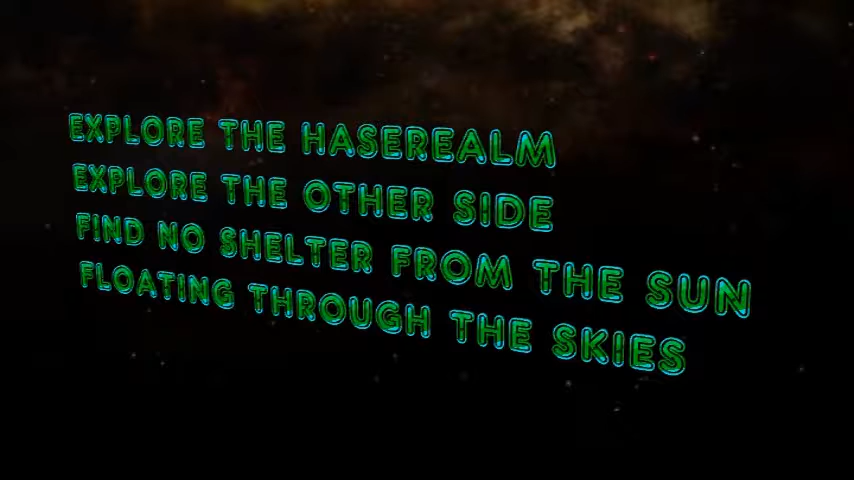 EXPLORE THE HASEREALM
EXPLORE THE OTHER SIDE
FIND NO SHELTER FROM THE SUN
FLOATING THROUGH THE SKIES